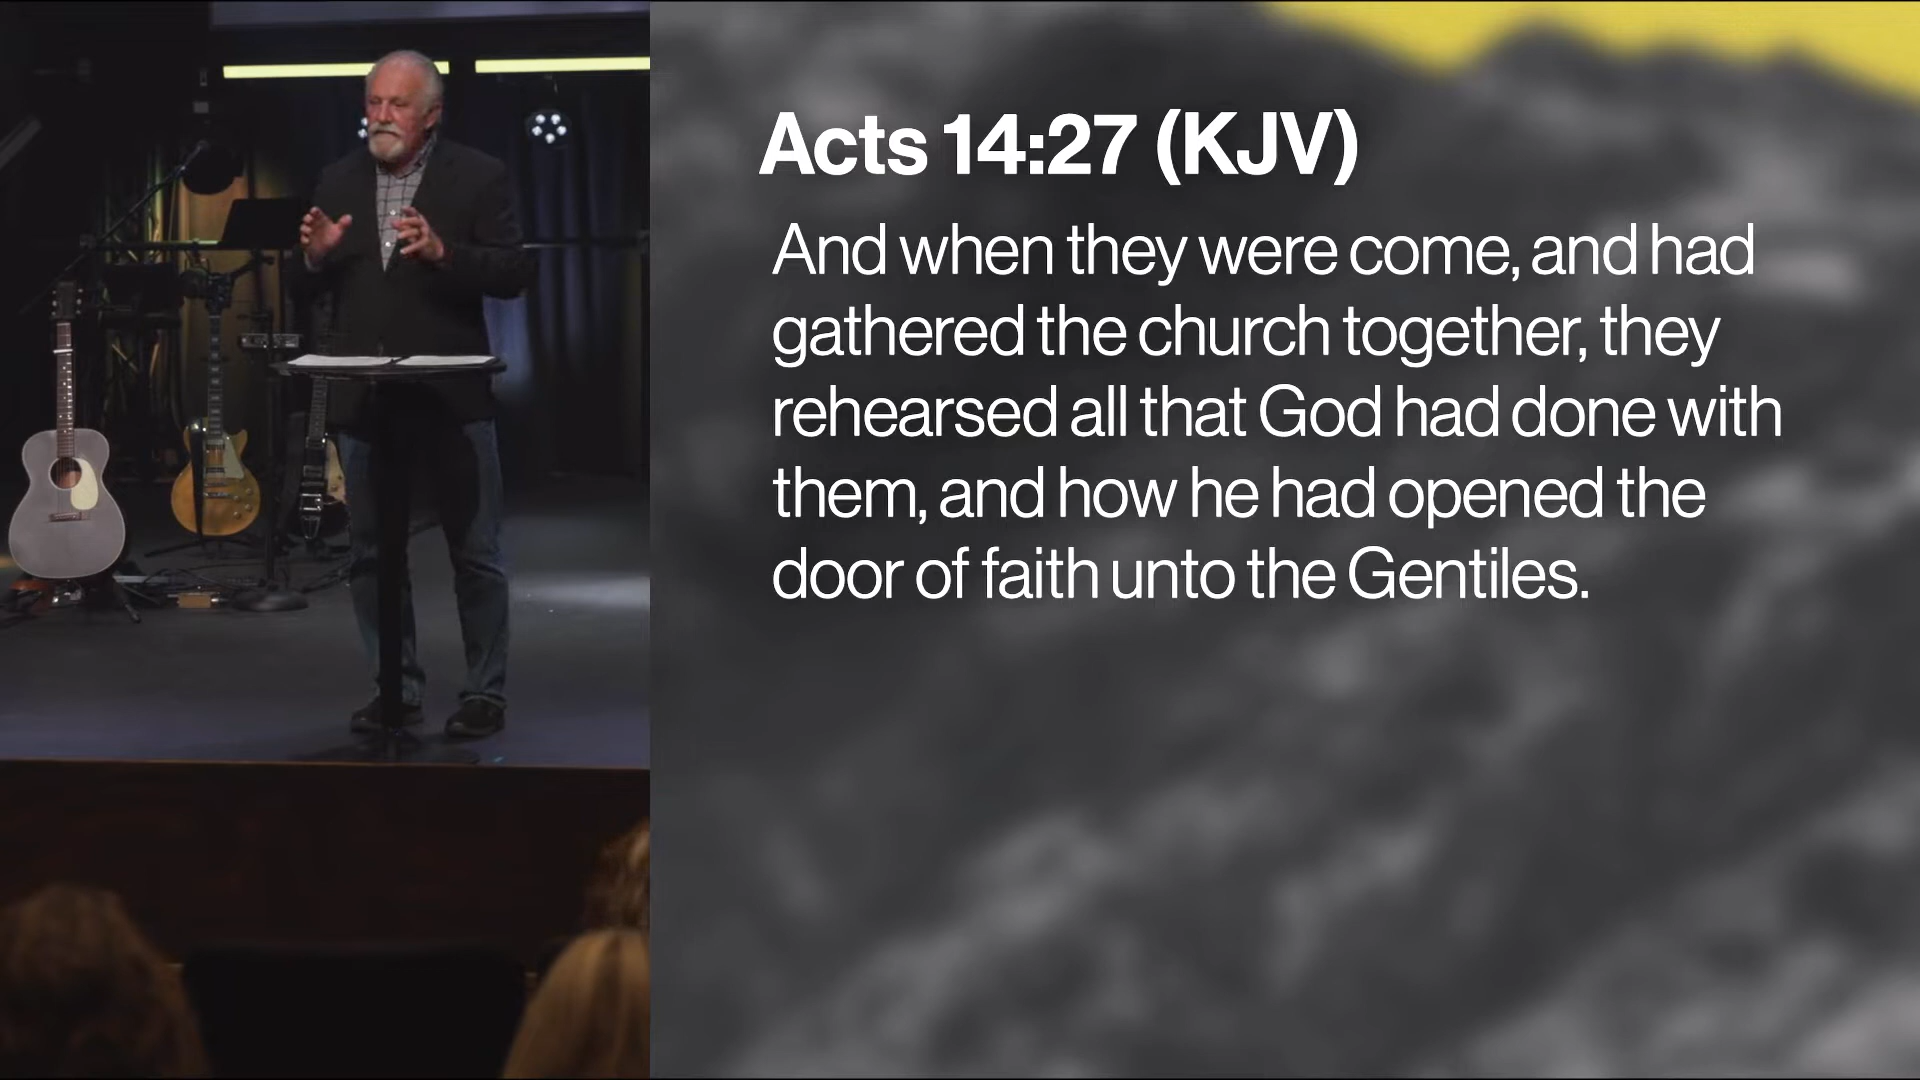 Acts 14:27 (KJV)
And when they were come, and had
gathered the church together, they
rehearsed all that God had done with
them, and how he had opened the
door of faith unto the Gentiles.